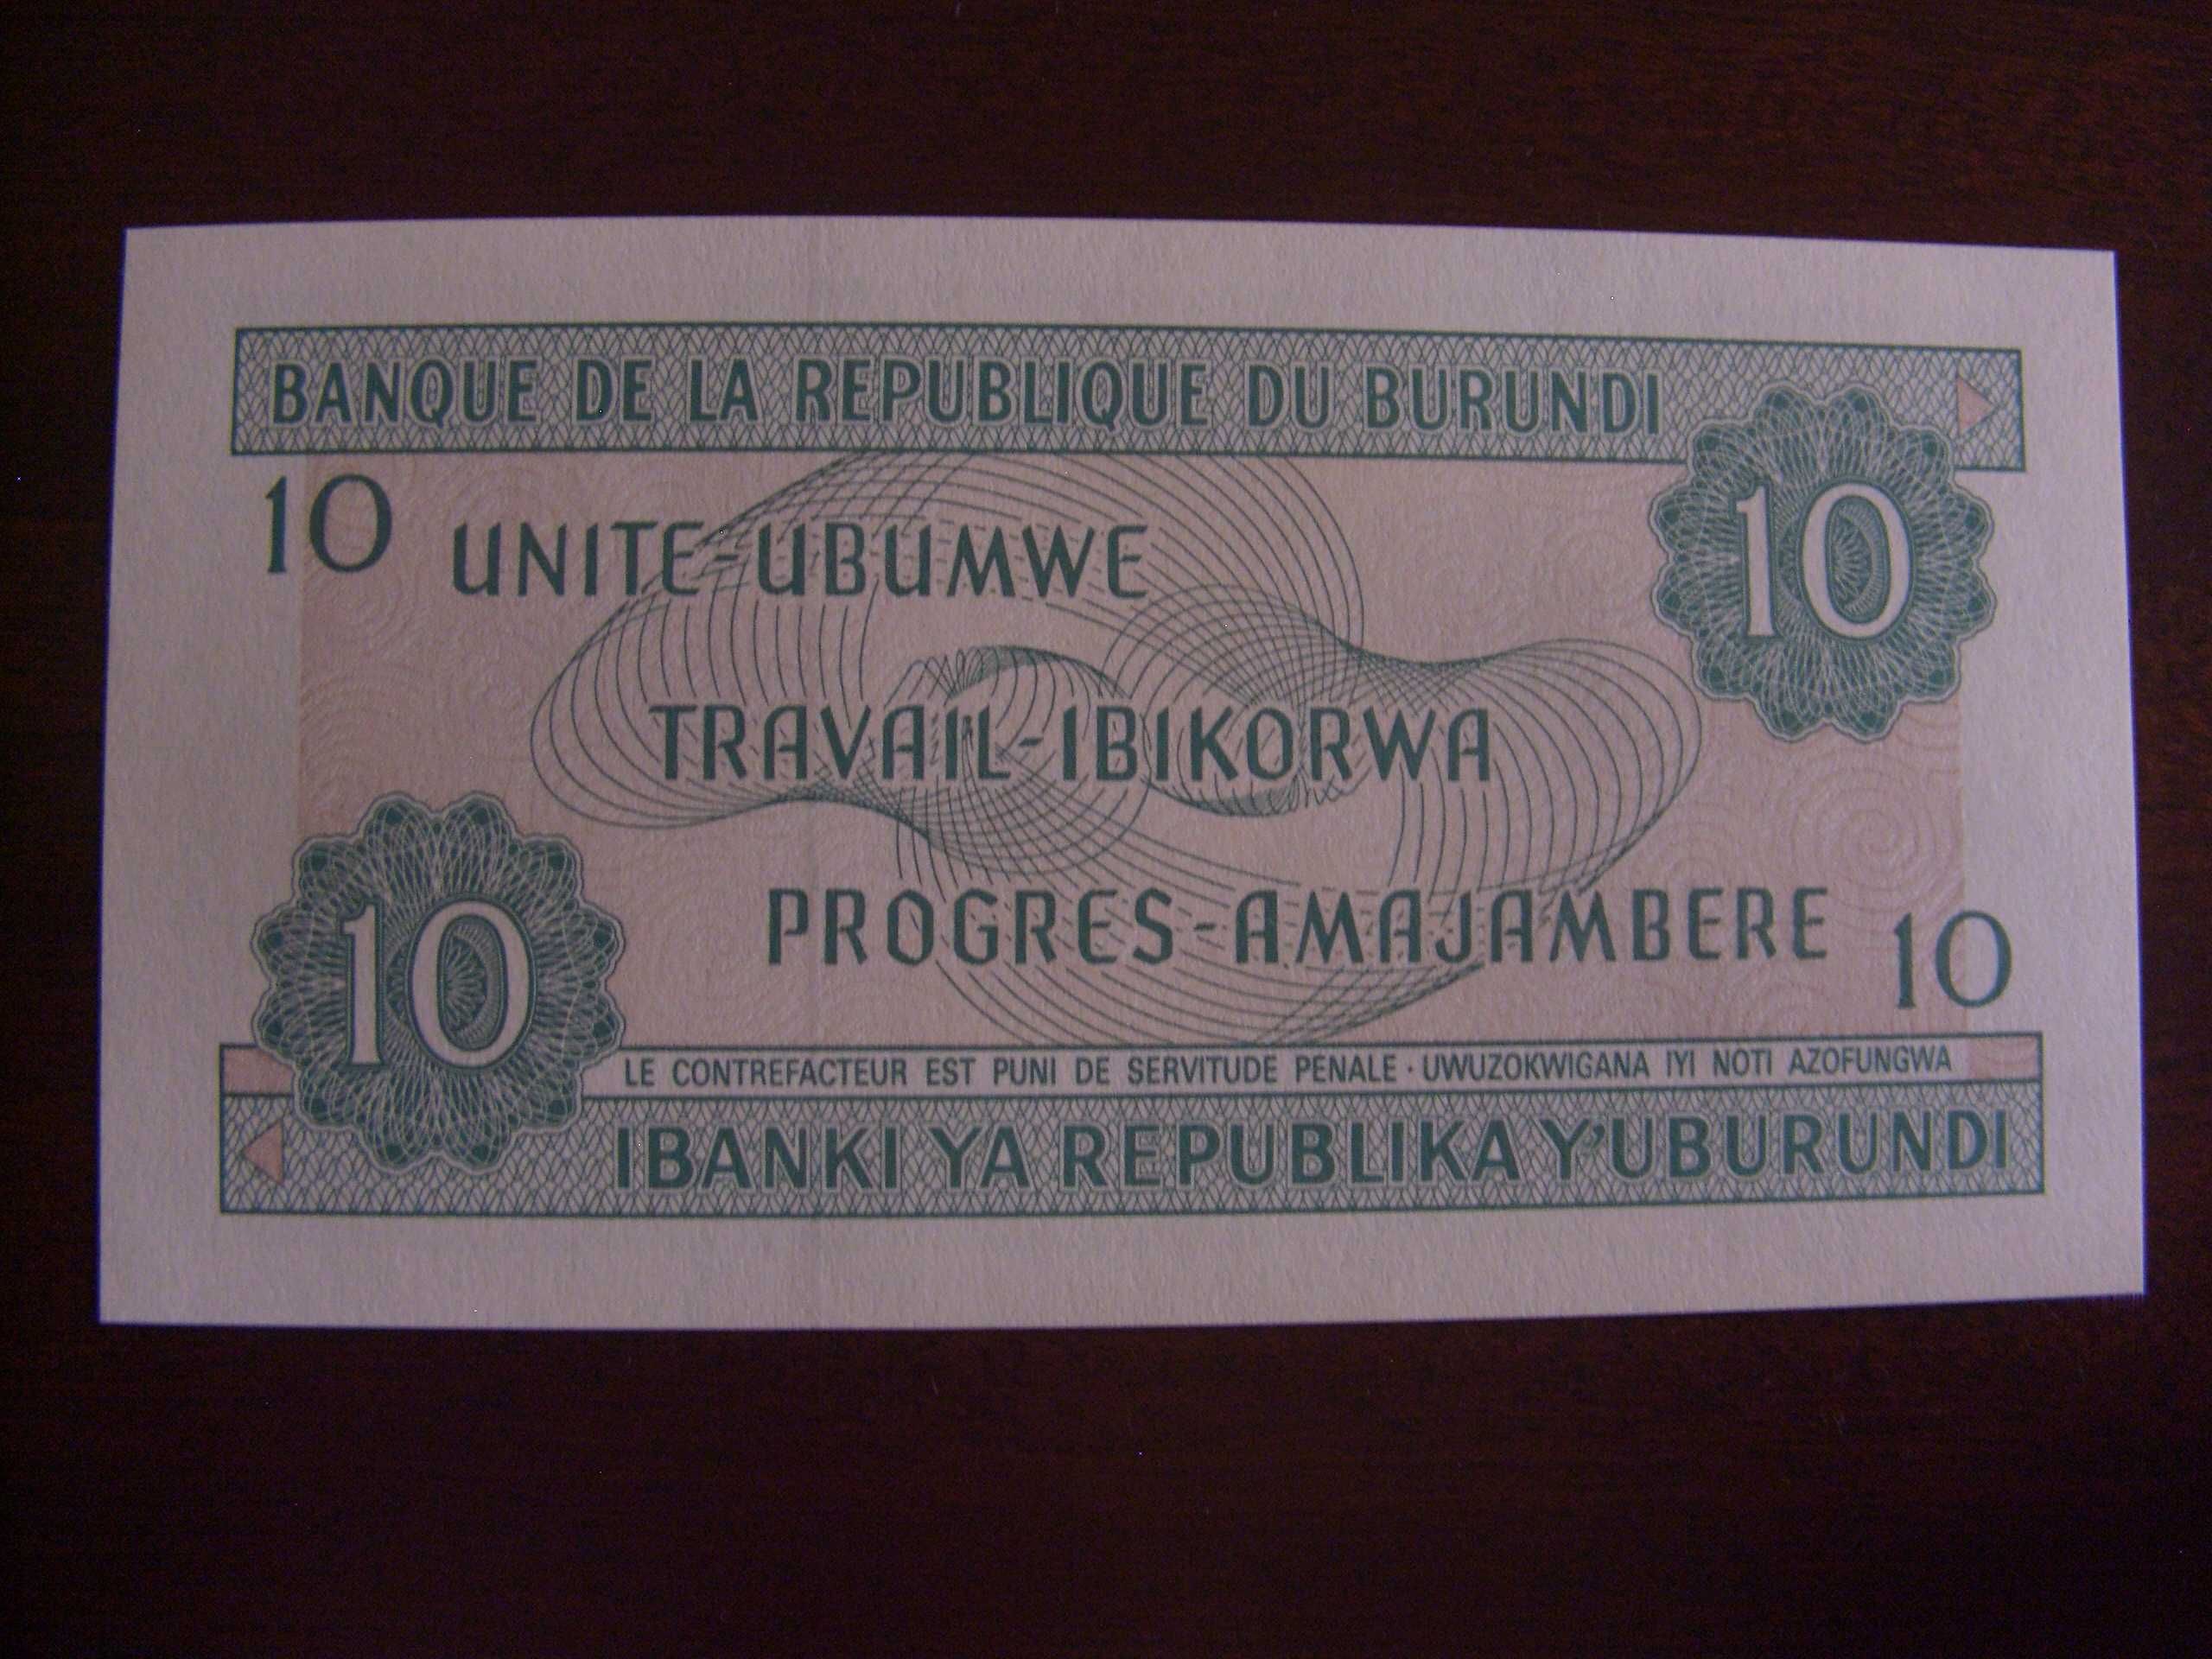 BANQUE DE LA REPUBLIQUE DU BURUNDI
10
10
UNITE-UBUMWE
TRAVAIL-IBIKORWA
PROGRES-AMAJAMBERE
10
10
LE CONTREFACTEUR EST PUNI DE SERVITUDE PENALE · UWUZOKWIGANA IYI NOTI AZOFUNGWA
IBANKI YA REPUBLIKA Y'UBURUNDI